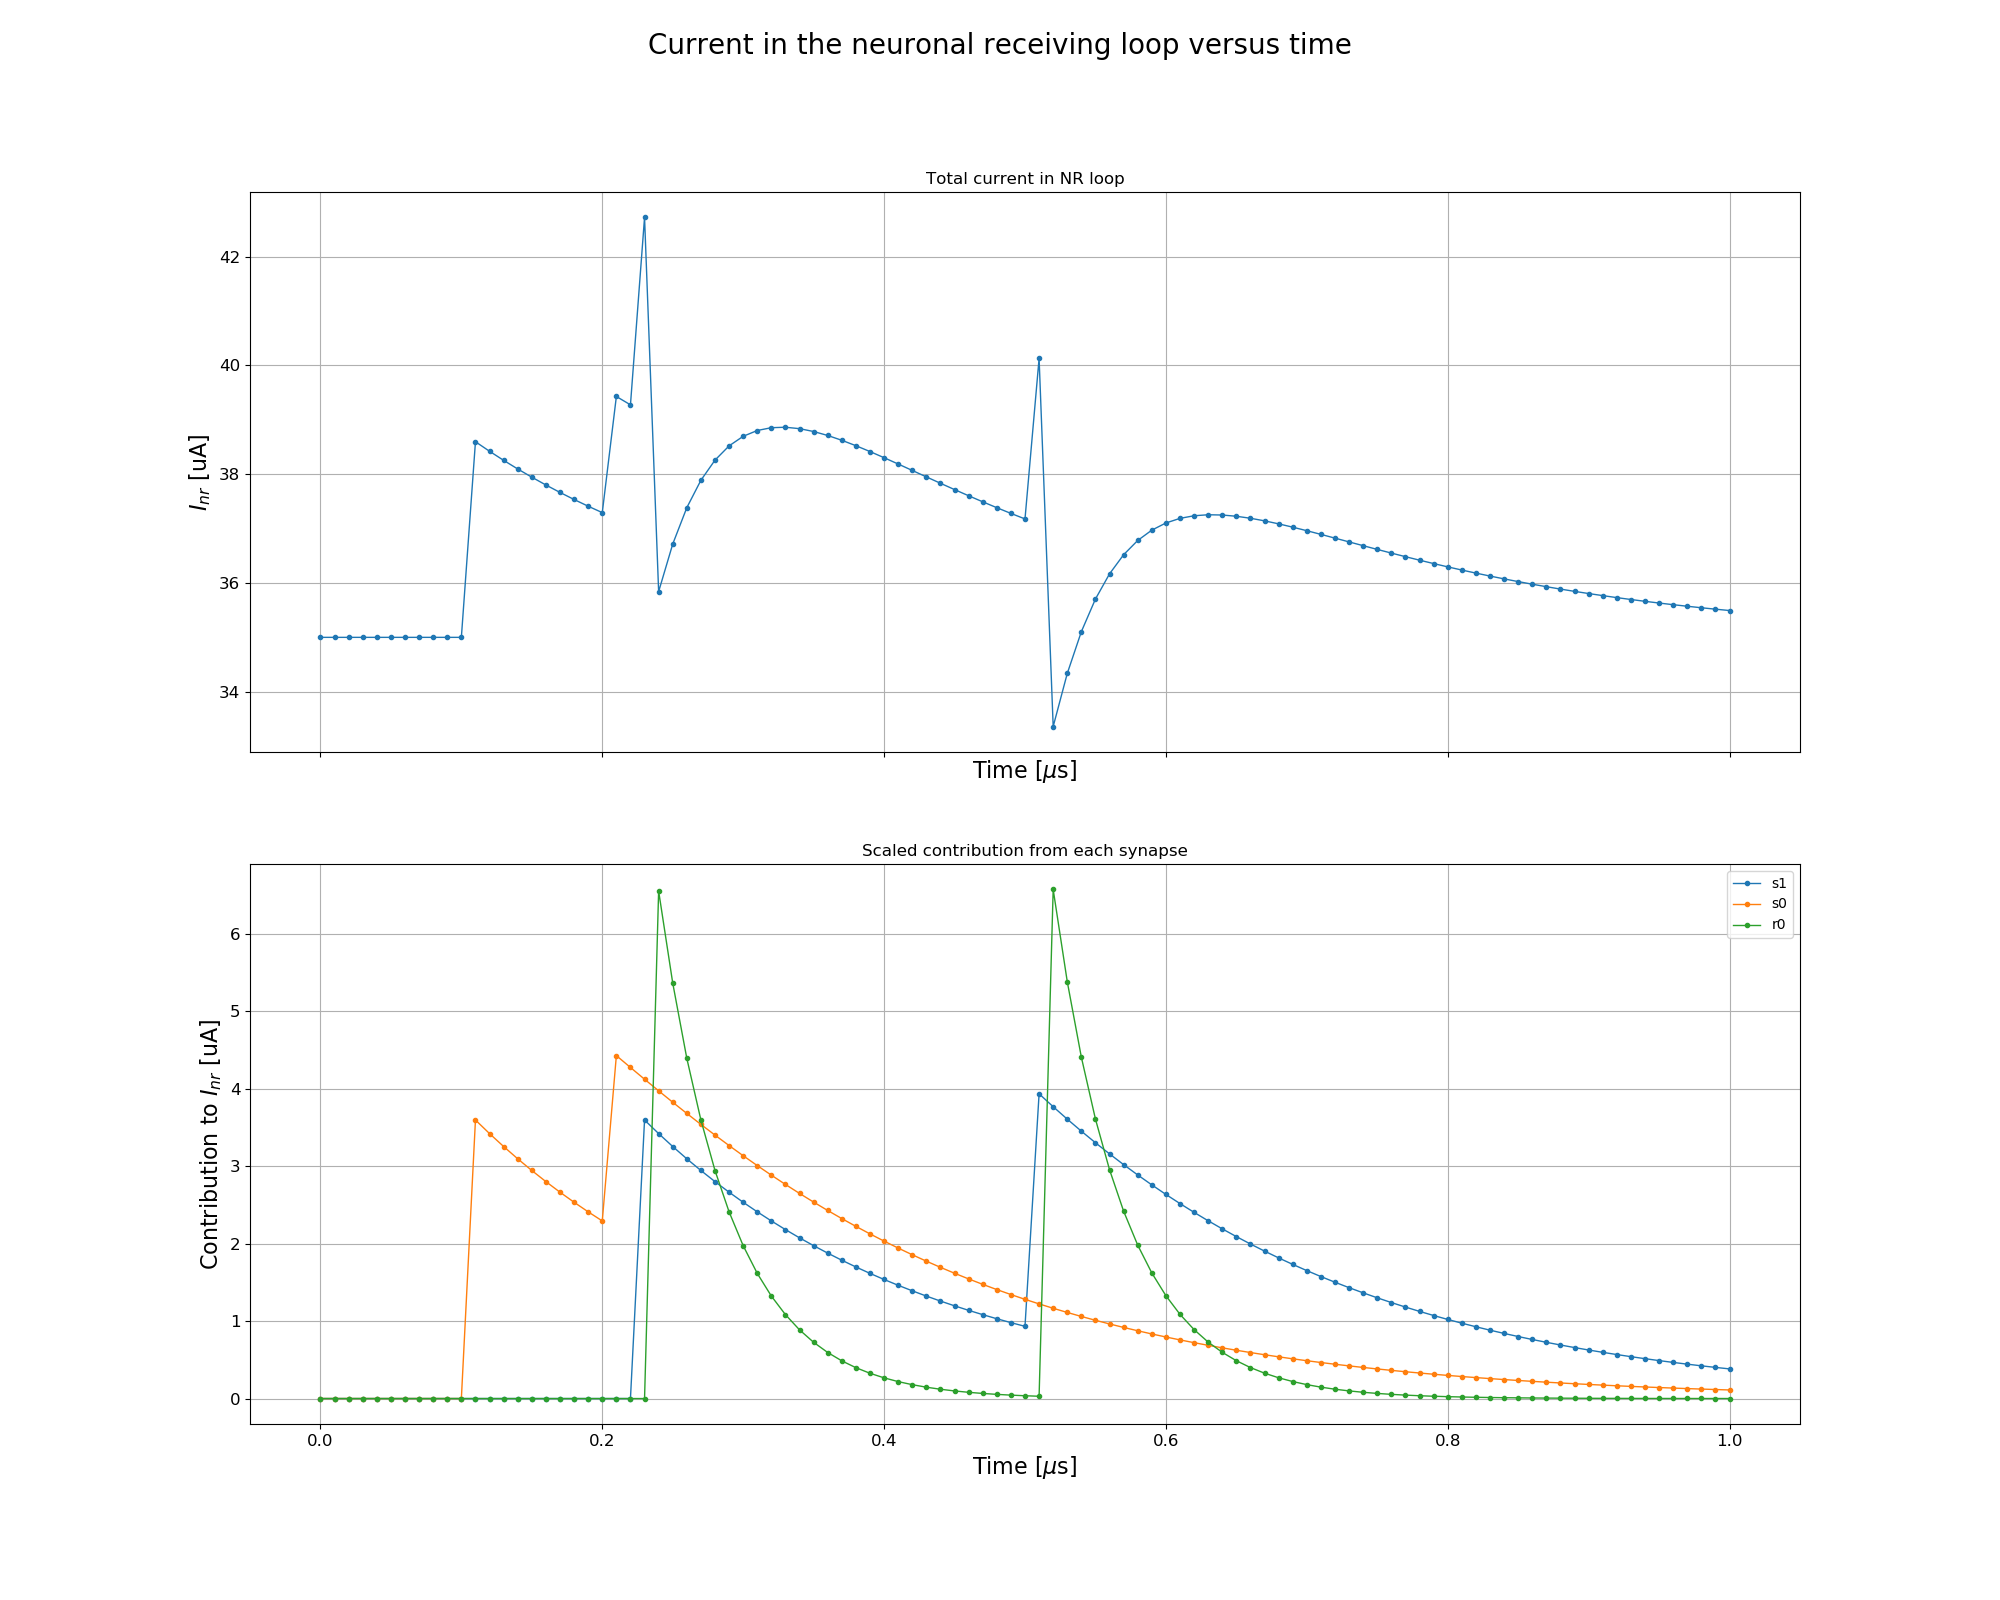 Current in the neuronal receiving loop versus time
Total current in NR loop
42
40
38
36
34
I_nr [uA]
Time [μs]
Scaled contribution from each synapse
s1
s0
r0
6
5
4
3
2
1
0
Contribution to I_nr [uA]
0.0 0.2 0.4 0.6 0.8 1.0
Time [μs]